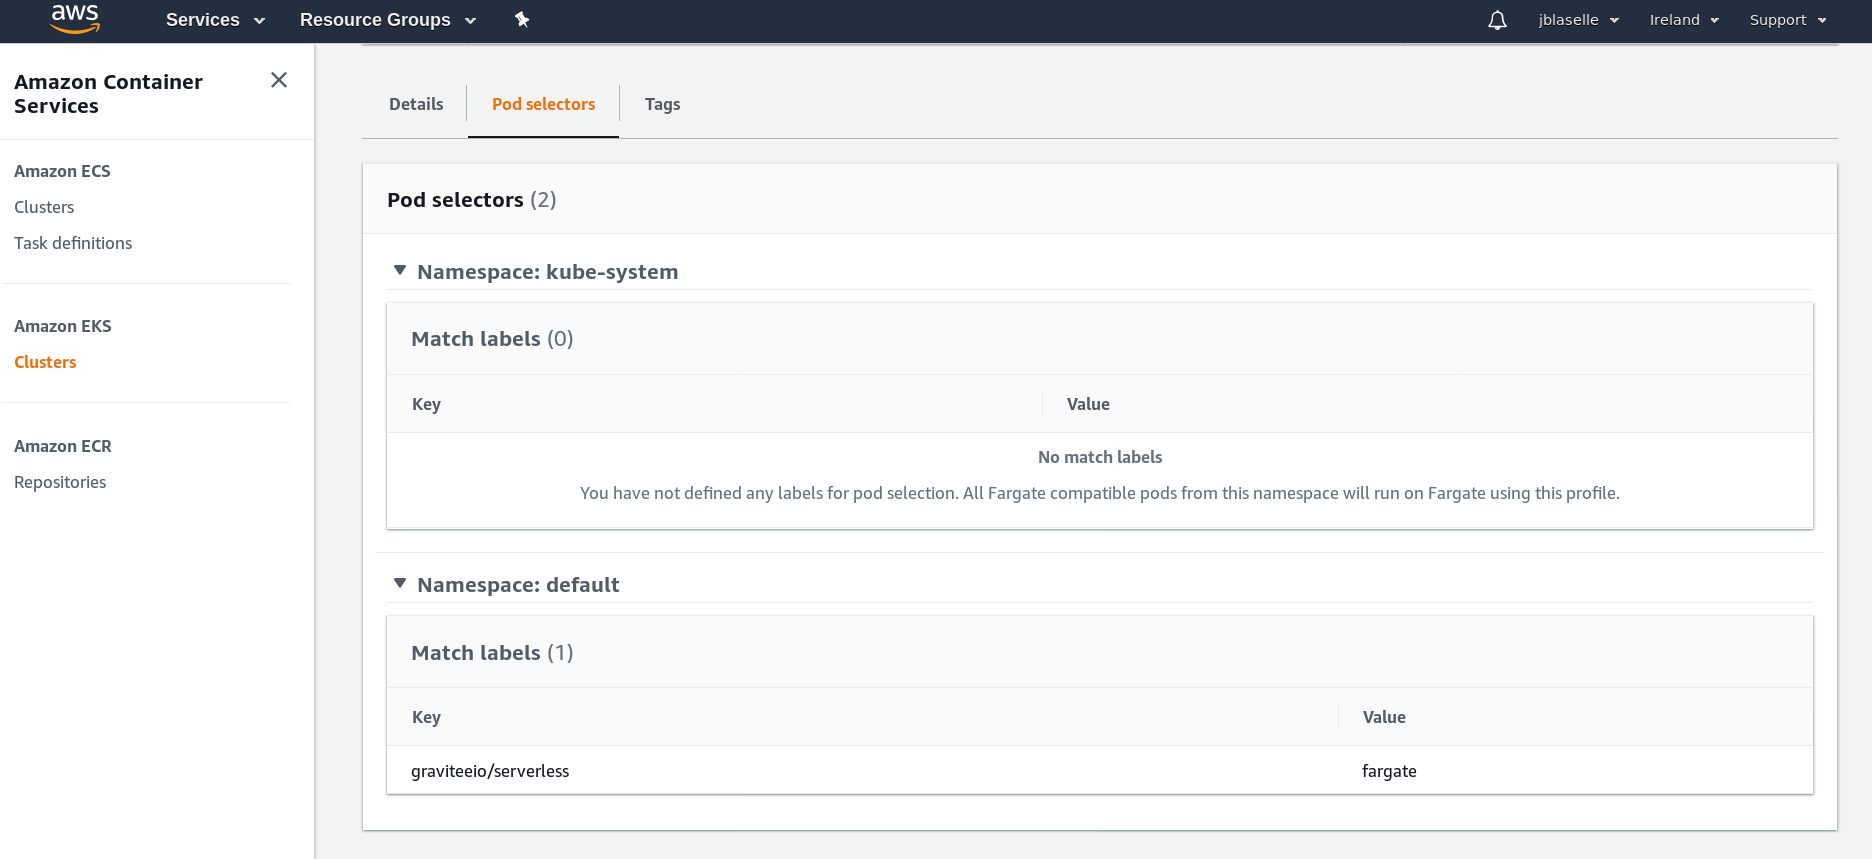 aws Services Resource Groups jblaselle Ireland Support
Amazon Container
Services
Amazon ECS
Clusters
Task definitions
Amazon EKS
Clusters
Amazon ECR
Repositories
Details Pod selectors Tags
Pod selectors (2)
Namespace: kube-system
Match labels (0)
Key Value
No match labels
You have not defined any labels for pod selection. All Fargate compatible pods from this namespace will run on Fargate using this profile.
Namespace: default
Match labels (1)
Key Value
graviteeio/serverless fargate